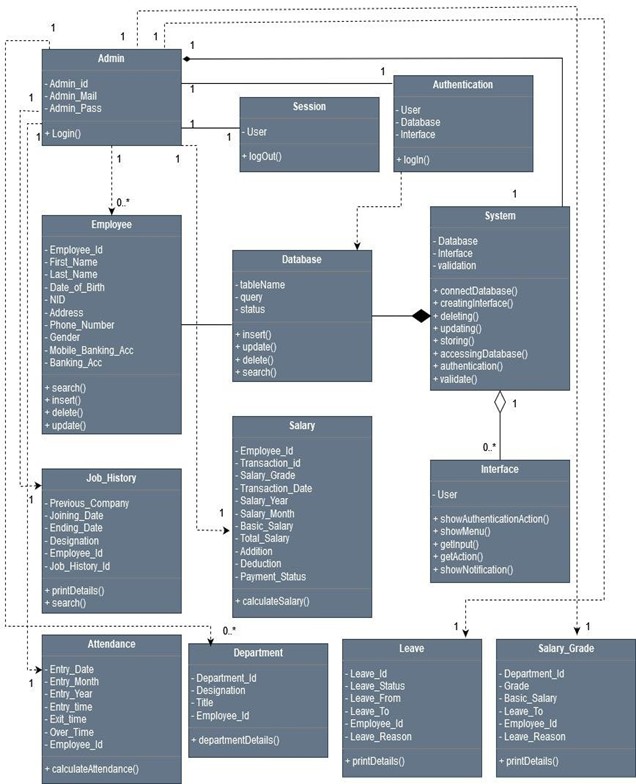 1
1
1
Admin
- Admin_id
- Admin_Mail
- Admin_Pass
+ Login()
1
1
1
1
1
1
1
1
1
Session
- User
+ logOut()
Authentication
- User
- Database
- Interface
+ logIn()
0..*
Employee
- Employee_Id
- First_Name
- Last_Name
- Date_of_Birth
- NID
- Address
- Phone_Number
- Gender
- Mobile_Banking_Acc
- Banking_Acc
+ search()
+ insert()
+ delete()
+ update()
Database
- tableName
- query
- status
+ insert()
+ update()
+ delete()
+ search()
1
System
- Database
- Interface
- validation
+ connectDatabase()
+ creatingInterface()
+ deleting()
+ updating()
+ storing()
+ accessingDatabase()
+ authentication()
+ validate()
1
0..*
Salary
- Employee_Id
- Transaction_id
- Salary_Grade
- Transaction_Date
- Salary_Year
- Salary_Month
- Basic_Salary
- Total_Salary
- Addition
- Deduction
- Payment_Status
+ calculateSalary()
1
Interface
- User
+ showAuthenticationAction()
+ showMenu()
+ getInput()
+ getAction()
+ showNotification()
Job_History
- Previous_Company
- Joining_Date
- Ending_Date
- Designation
- Employee_Id
- Job_History_Id
+ printDetails()
+ search()
1
0..*
1
1
Attendance
- Entry_Date
- Entry_Month
- Entry_Year
- Entry_time
- Exit_time
- Over_Time
- Employee_Id
+ calculateAttendance()
1
Department
- Department_Id
- Designation
- Title
- Employee_Id
+ departmentDetails()
Leave
- Leave_Id
- Leave_Status
- Leave_From
- Leave_To
- Employee_Id
- Leave_Reason
+ printDetails()
Salary_Grade
- Department_Id
- Grade
- Basic_Salary
- Leave_To
- Employee_Id
- Leave_Reason
+ printDetails()